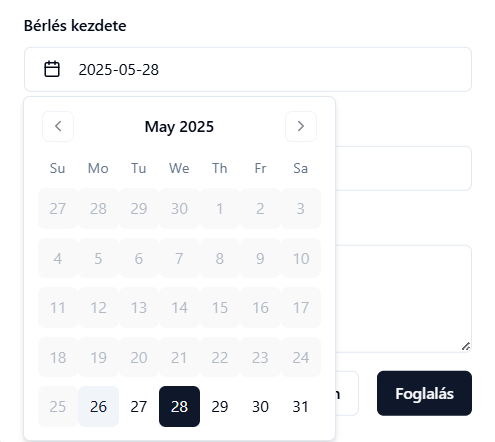 Bérlés kezdete
2025-05-28
May 2025
Su Mo Tu We Th Fr Sa
27 28 29 30 1 2 3
4 5 6 7 8 9 10
11 12 13 14 15 16 17
18 19 20 21 22 23 24
25 26 27 28 29 30 31
Foglalás